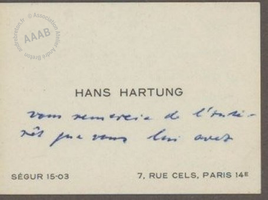 AAAB
HANS HARTUNG
vous remercie de l'inté-
rêt que vous lui avez
SÉGUR 15-03
7, RUE CELS, PARIS 14E